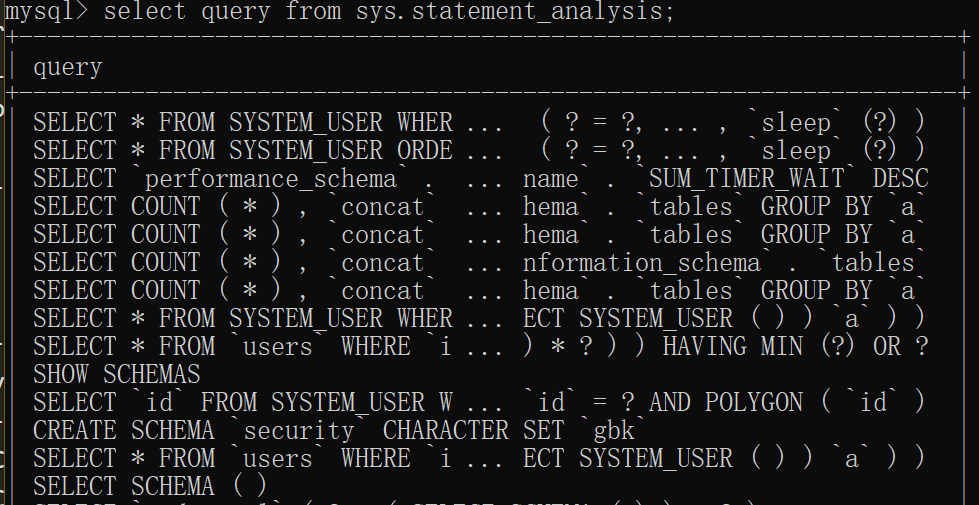 mysql> select query from sys.statement_analysis;
query
SELECT * FROM SYSTEM_USER WHER ... ( ? = ?, ... , `sleep` (?) )
SELECT * FROM SYSTEM_USER ORDE ... ( ? = ?, ... , `sleep` (?) )
SELECT `performance_schema` . ... name` . `SUM_TIMER_WAIT` DESC
SELECT COUNT ( * ) , `concat` ... hema` . `tables` GROUP BY `a`
SELECT COUNT ( * ) , `concat` ... hema` . `tables` GROUP BY `a`
SELECT COUNT ( * ) , `concat` ... nformation_schema` . `tables`
SELECT COUNT ( * ) , `concat` ... hema` . `tables` GROUP BY `a`
SELECT * FROM SYSTEM_USER WHER ... ECT SYSTEM_USER ( ) ) `a` ) )
SELECT * FROM `users` WHERE `i ... ) * ? ) ) HAVING MIN (?) OR ?
SHOW SCHEMAS
SELECT `id` FROM SYSTEM_USER W ... `id` = ? AND POLYGON ( `id` )
CREATE SCHEMA `security` CHARACTER SET `gbk`
SELECT * FROM `users` WHERE `i ... ECT SYSTEM_USER ( ) ) `a` ) )
SELECT SCHEMA ( )